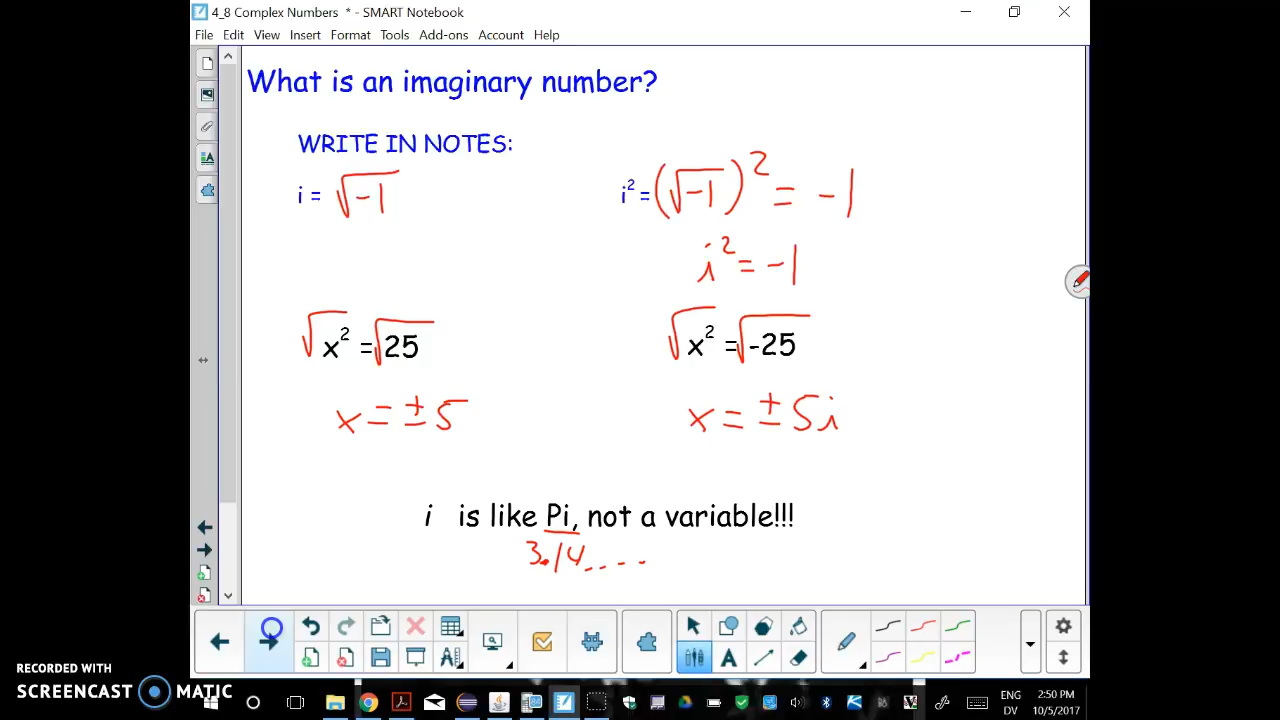 4_8 Complex Numbers * - SMART Notebook
File Edit View Insert Format Tools Add-ons Account Help
What is an imaginary number?
WRITE IN NOTES:
i = √-1
i² = (√-1)² = -1
i² = -1
√x² = √25
√x² = √-25
x = ±5
x = ±5i
i is like Pi, not a variable!!!
3.14....
RECORDED WITH
SCREENCAST MATIC
ENG
DV
2:50 PM
10/5/2017